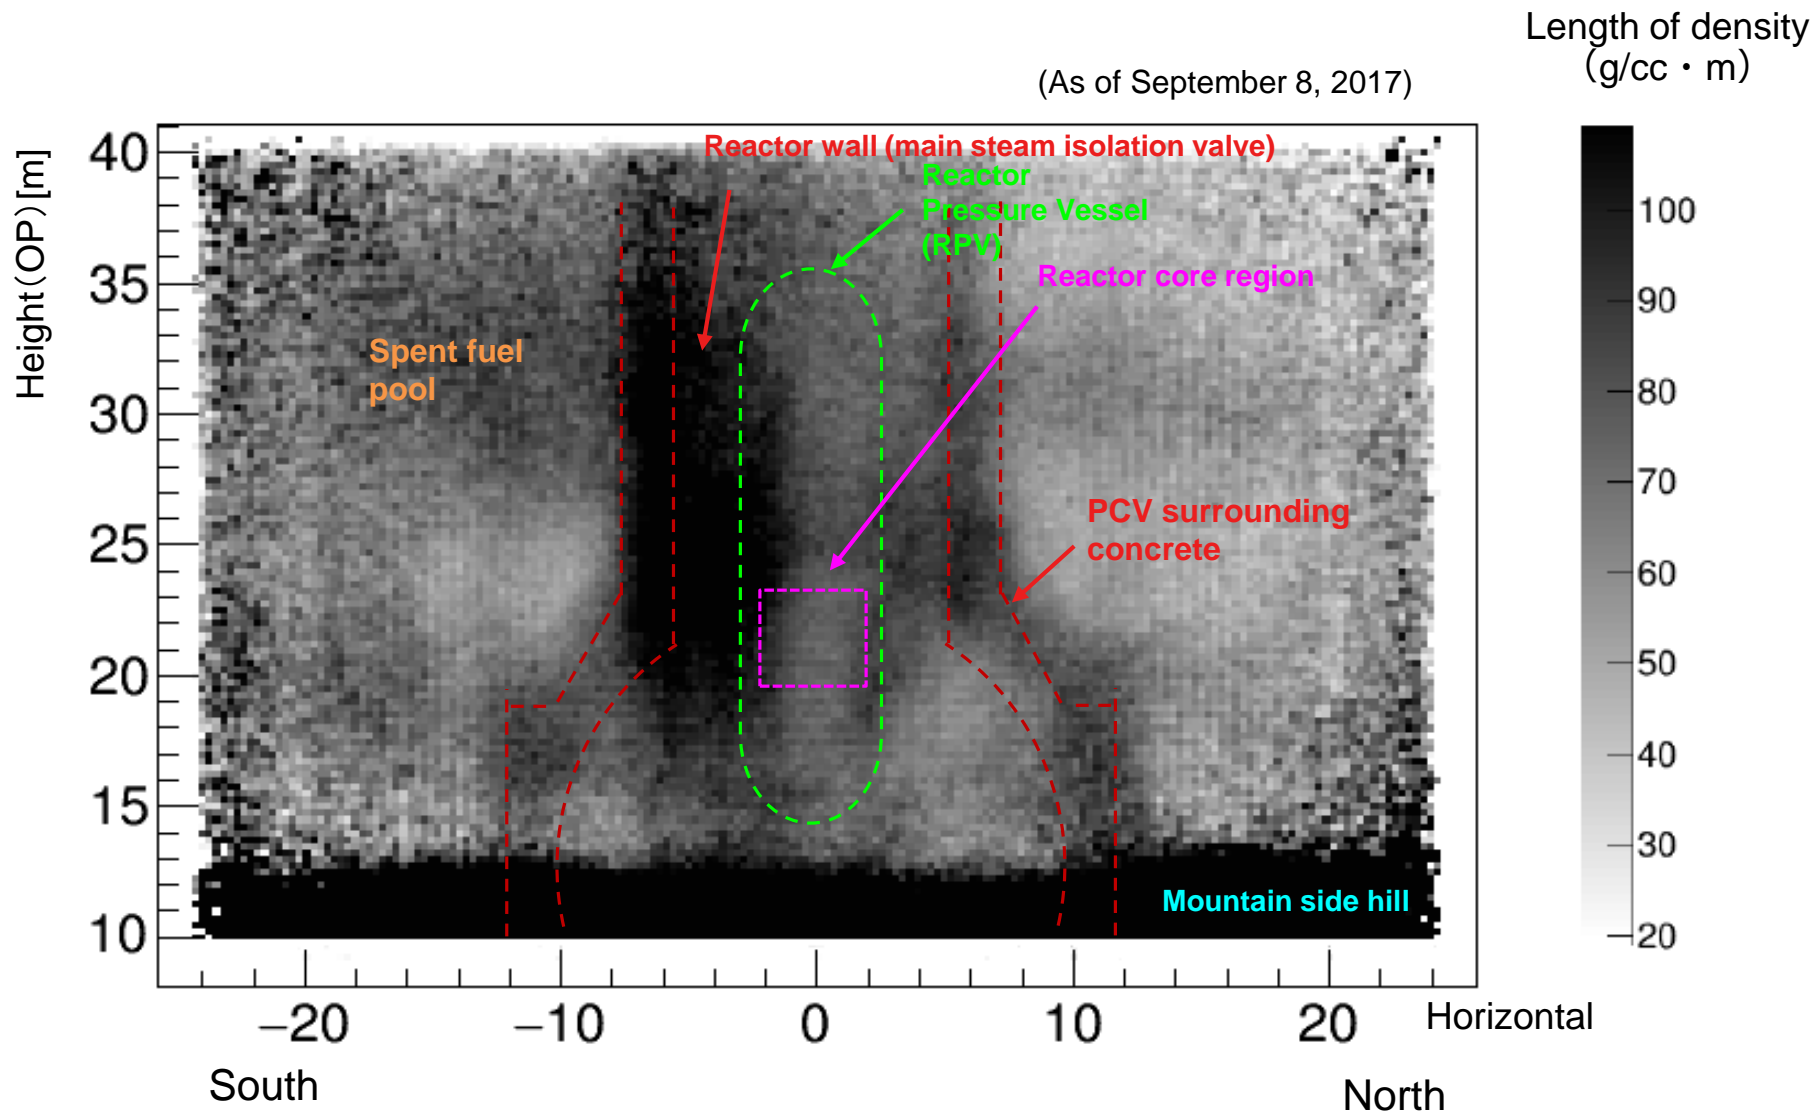 Length of density
（g/cc・m）
(As of September 8, 2017)
Height（OP）[m]
40
35
30
25
20
15
10
Reactor wall (main steam isolation valve)
Reactor
Pressure Vessel
(RPV)
Reactor core region
Spent fuel
pool
PCV surrounding
concrete
Mountain side hill
100
90
80
70
60
50
40
30
20
−20
−10
0
10
20
Horizontal
South
North